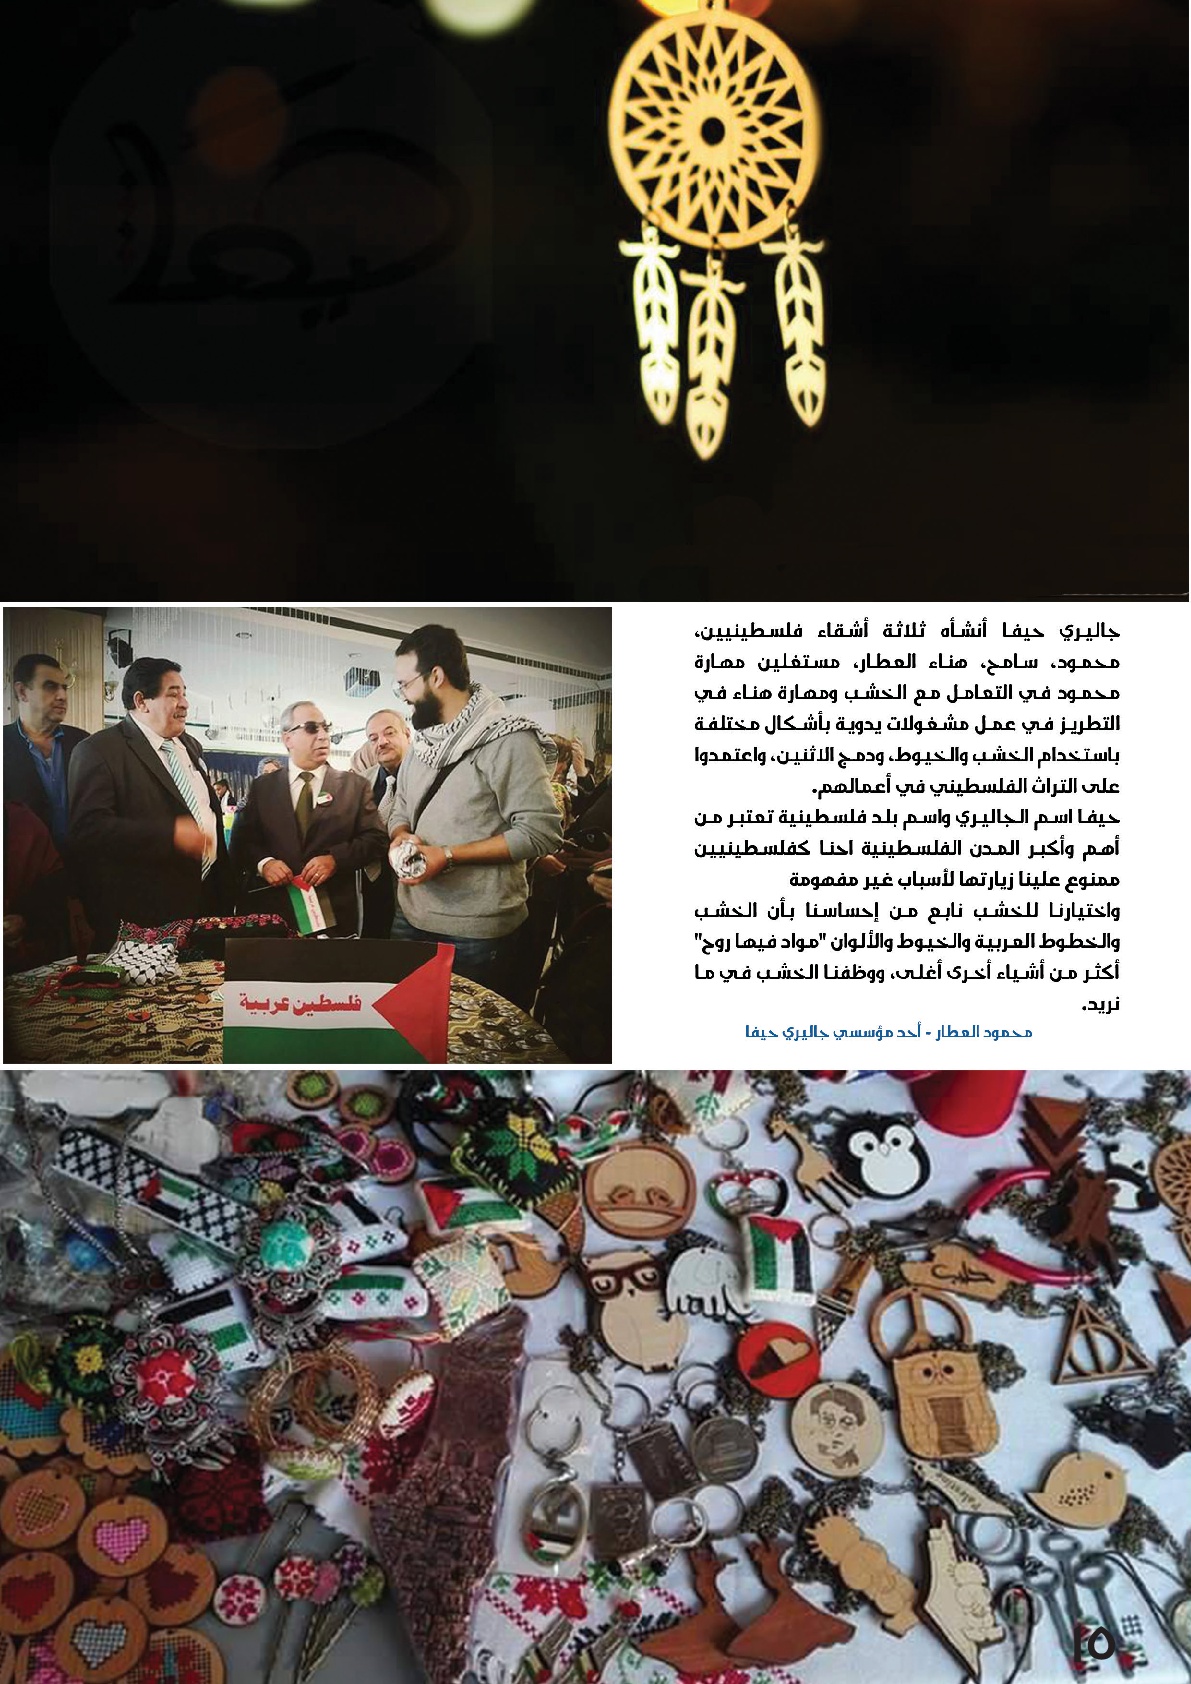 جاليري حيفا أنشأه ثلاثة أشقاء فلسطينيين،
محمود، سامح، هناء العطار، مستغلين مهارة
محمود في التعامل مع الخشب ومهارة هناء في
التطريز في عمل مشغولات يدوية بأشكال مختلفة
باستخدام الخشب والخيوط، ودمج الاثنين، واعتمدوا
على التراث الفلسطيني في أعمالهم.
حيفا اسم الجاليري واسم بلد فلسطينية تعتبر من
أهم وأكبر المدن الفلسطينية احنا كفلسطينيين
ممنوع علينا زيارتها لأسباب غير مفهومة
واختيارنا للخشب نابع من إحساسنا بأن الخشب
والخطوط العربية والخيوط والألوان "مواد فيها روح"
أكثر من أشياء أخرى أغلى، ووظفنا الخشب في ما
نريد.
محمود العطار - أحد مؤسسي جاليري حيفا
فلسطين عربية
Palestine
١٥